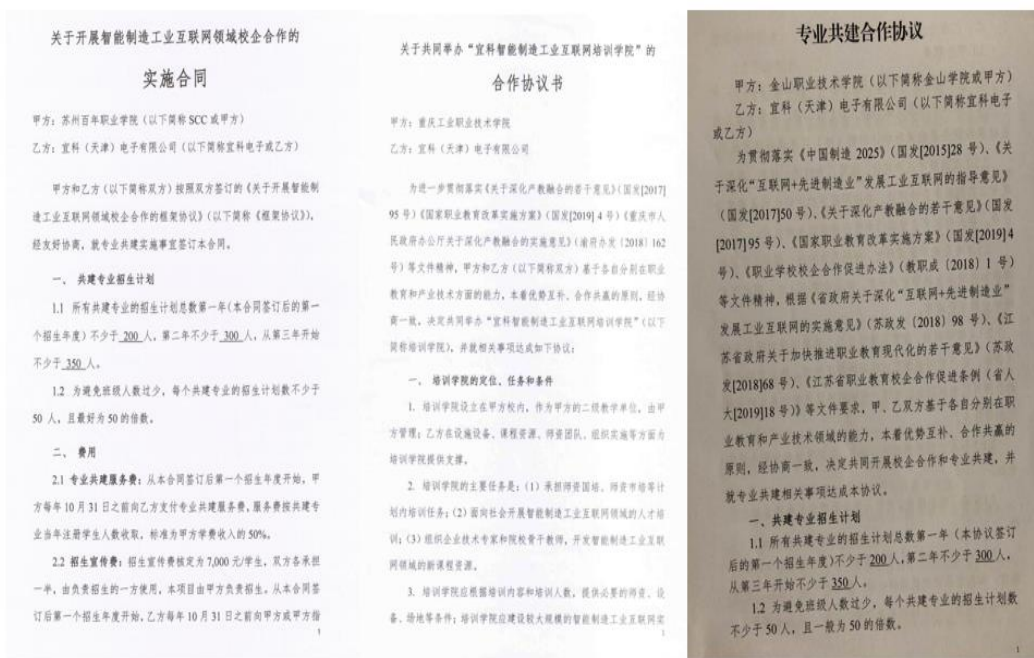 关于开展智能制造工业互联网领域校企合作的
实施合同
甲方：苏州百年职业学院（以下简称 SCC 或甲方）
乙方：宜科（天津）电子有限公司（以下简称宜科电子或乙方）
甲方和乙方（以下简称双方）按照双方签订的《关于开展智能制
造工业互联网领域校企合作的框架协议》（以下简称《框架协议》），
经友好协商，就专业共建实施事宜签订本合同。
一、 共建专业招生计划
1.1 所有共建专业的招生计划总数第一年（本合同签订后的第一
个招生年度）不少于 200 人，第二年不少于 300 人，从第三年开始
不少于 350 人。
1.2 为避免班级人数过少，每个共建专业的招生计划数不少于
50 人，且最好为 50 的倍数。
二、 费用
2.1 专业共建服务费：从本合同签订后第一个招生年度开始，甲
方每年 10 月 31 日之前向乙方支付专业共建服务费，服务费按共建专
业当年注册学生人数收取，标准为甲方学费收入的 50%。
2.2 招生宣传费：招生宣传费核定为 7,000 元/学生，双方各承担
一半，由负责招生的一方使用，本项目由甲方负责招生。从本合同签
订后第一个招生年度开始，乙方每年 10 月 31 日之前向甲方或甲方指
1
关于共同举办“宜科智能制造工业互联网培训学院”的
合作协议书
甲方：重庆工业职业技术学院
乙方：宜科（天津）电子有限公司
为进一步贯彻落实《关于深化产教融合的若干意见》（国发[2017]
95 号）《国家职业教育改革实施方案》（国发[2019] 4 号）《重庆市人
民政府办公厅关于深化产教融合的实施意见》（渝府办发〔2018〕162
号）等文件精神，甲方和乙方（以下简称双方）基于各自分别在职业
教育和产业技术方面的能力，本着优势互补、合作共赢的原则，经协
商一致，决定共同举办“宜科智能制造工业互联网培训学院”（以下
简称培训学院），并就相关事项达成如下协议：
一、 培训学院的定位、任务和条件
1. 培训学院设立在甲方校内，作为甲方的二级教学单位，由甲
方管理；乙方在设施设备、课程资源、师资团队、组织实施等方面为
培训学院提供支撑。
2. 培训学院的主要任务是：（1）承担师资国培、师资市培等计
划内培训任务；（2）面向社会开展智能制造工业互联网领域的人才培
训；（3）组织企业技术专家和院校骨干教师，开发智能制造工业互联
网领域的新课程资源。
3. 培训学院应根据培训内容和培训人数，提供必要的师资、设
备、场地等条件；培训学院应建设较大规模的智能制造工业互联网实
1
专业共建合作协议
甲方：金山职业技术学院（以下简称金山学院或甲方）
乙方：宜科（天津）电子有限公司（以下简称宜科电子
或乙方）
为贯彻落实《中国制造 2025》（国发[2015]28 号）、《关
于深化“互联网+先进制造业”发展工业互联网的指导意见》
（国发[2017]50 号）、《关于深化产教融合的若干意见》（国发
[2017]95 号）、《国家职业教育改革实施方案》（国发[2019]4
号）、《职业学校校企合作促进办法》（教职成〔2018〕1 号）
等文件精神，根据《省政府关于深化“互联网+先进制造业”
发展工业互联网的实施意见》（苏政发〔2018〕98 号）、《江
苏省政府关于加快推进职业教育现代化的若干意见》（苏政
发[2018]68 号）、《江苏省职业教育校企合作促进条例（省人
大[2019]18 号）》等文件要求，甲、乙双方基于各自分别在职
业教育和产业技术领域的能力，本着优势互补、合作共赢的
原则，经协商一致，决定共同开展校企合作和专业共建，并
就专业共建相关事项达成本协议。
一、共建专业招生计划
1.1 所有共建专业的招生计划总数第一年（本协议签订
后的第一个招生年度）不少于 200 人，第二年不少于 300 人，
从第三年开始不少于 350 人。
1.2 为避免班级人数过少，每个共建专业的招生计划数
不少于 50 人，且一般为 50 的倍数。
1